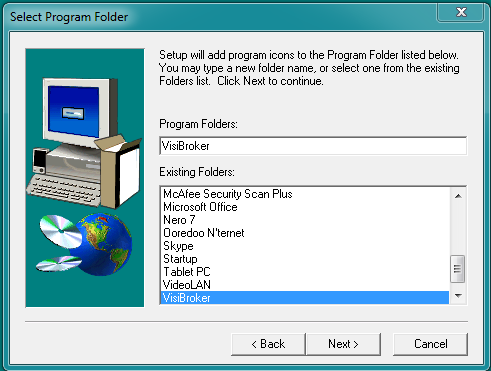 Select Program Folder
Setup will add program icons to the Program Folder listed below.
You may type a new folder name, or select one from the existing
Folders list. Click Next to continue.
Program Folders:
VisiBroker
Existing Folders:
McAfee Security Scan Plus
Microsoft Office
Nero 7
Ooredoo N'ternet
Skype
Startup
Tablet PC
VideoLAN
VisiBroker
< Back
Next >
Cancel